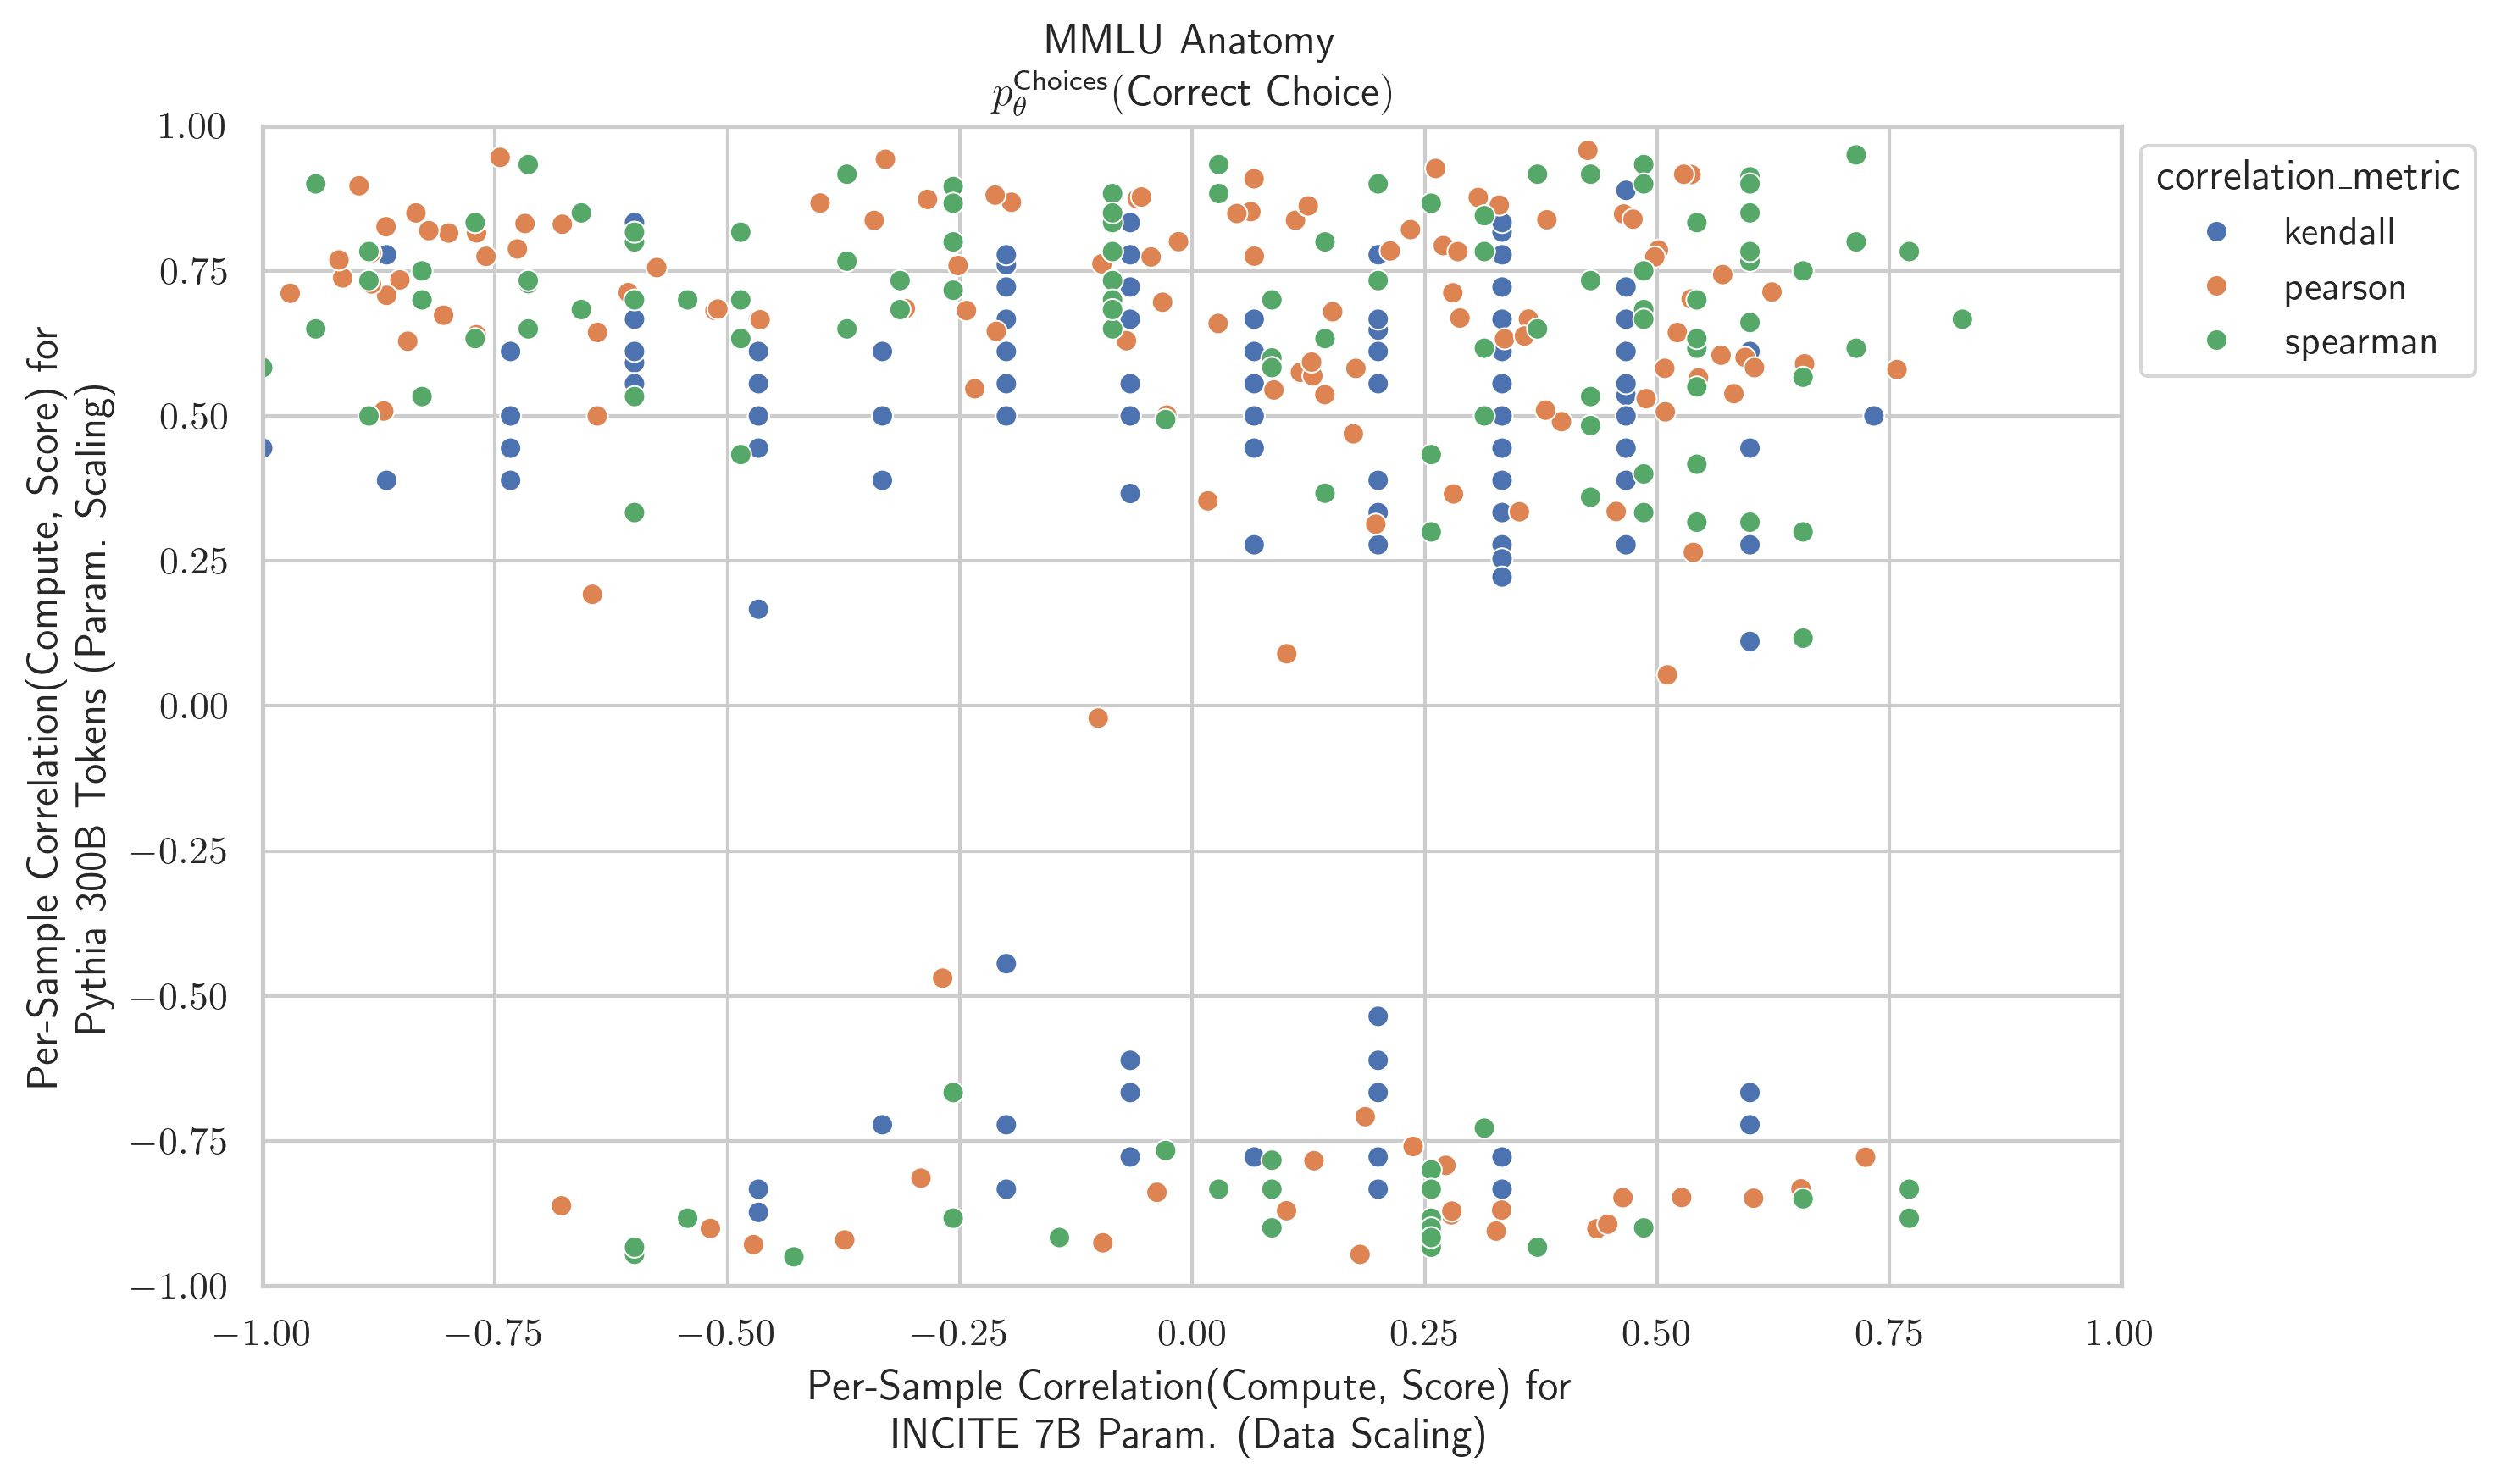 MMLU Anatomy
p_θ^Choices(Correct Choice)
1.00
0.75
0.50
0.25
0.00
−0.25
−0.50
−0.75
−1.00
Per-Sample Correlation(Compute, Score) for
Pythia 300B Tokens (Param. Scaling)
−1.00
−0.75
−0.50
−0.25
0.00
0.25
0.50
0.75
1.00
Per-Sample Correlation(Compute, Score) for
INCITE 7B Param. (Data Scaling)
correlation_metric
kendall
pearson
spearman